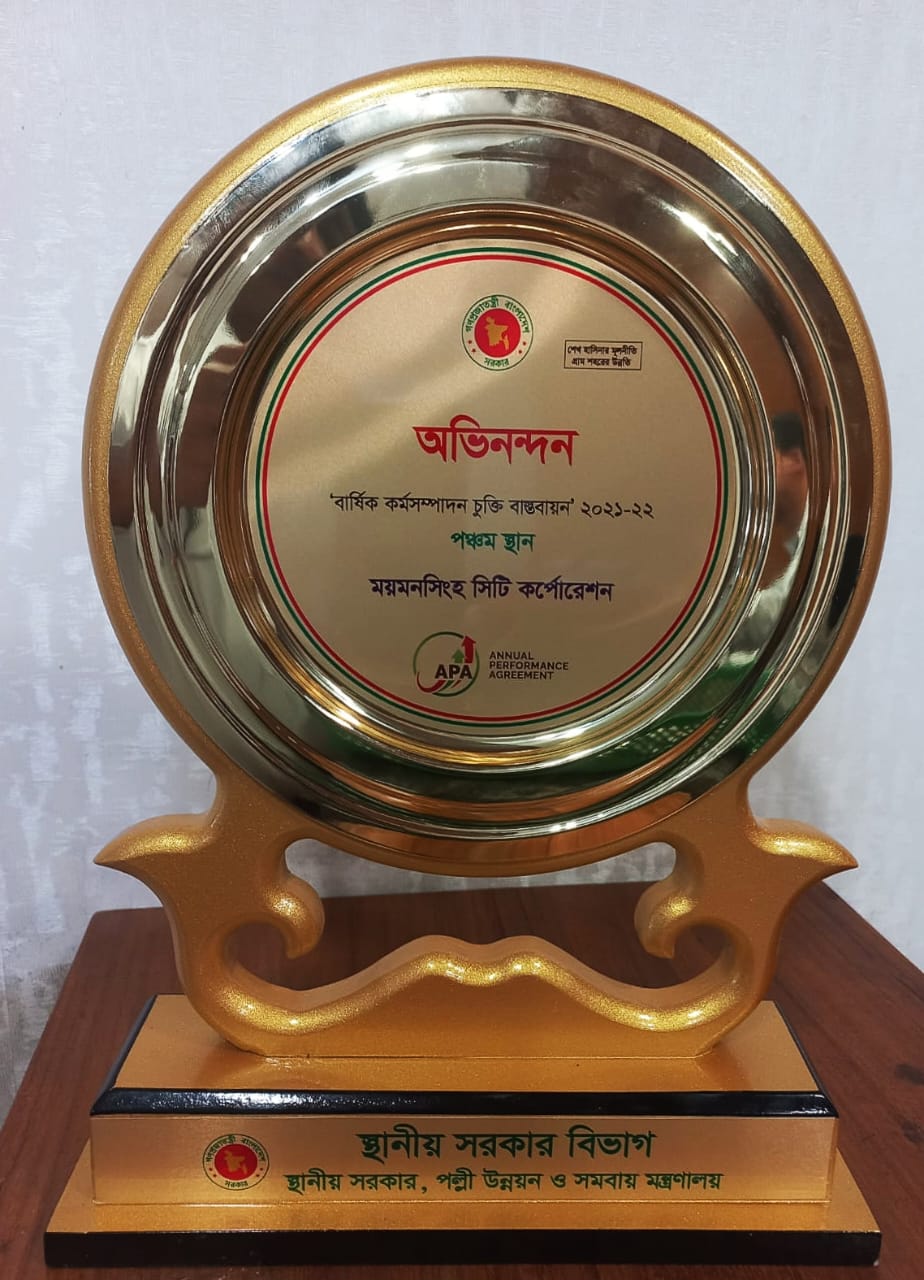 গণপ্রজাতন্ত্রী বাংলাদেশ
সরকার
শেখ হাসিনার মূলনীতি
গ্রাম শহরের উন্নতি
অভিনন্দন
‘বার্ষিক কর্মসম্পাদন চুক্তি বাস্তবায়ন’ ২০২১-২২
পঞ্চম স্থান
ময়মনসিংহ সিটি কর্পোরেশন
APA
ANNUAL
PERFORMANCE
AGREEMENT
গণপ্রজাতন্ত্রী বাংলাদেশ
সরকার
স্থানীয় সরকার বিভাগ
স্থানীয় সরকার, পল্লী উন্নয়ন ও সমবায় মন্ত্রণালয়